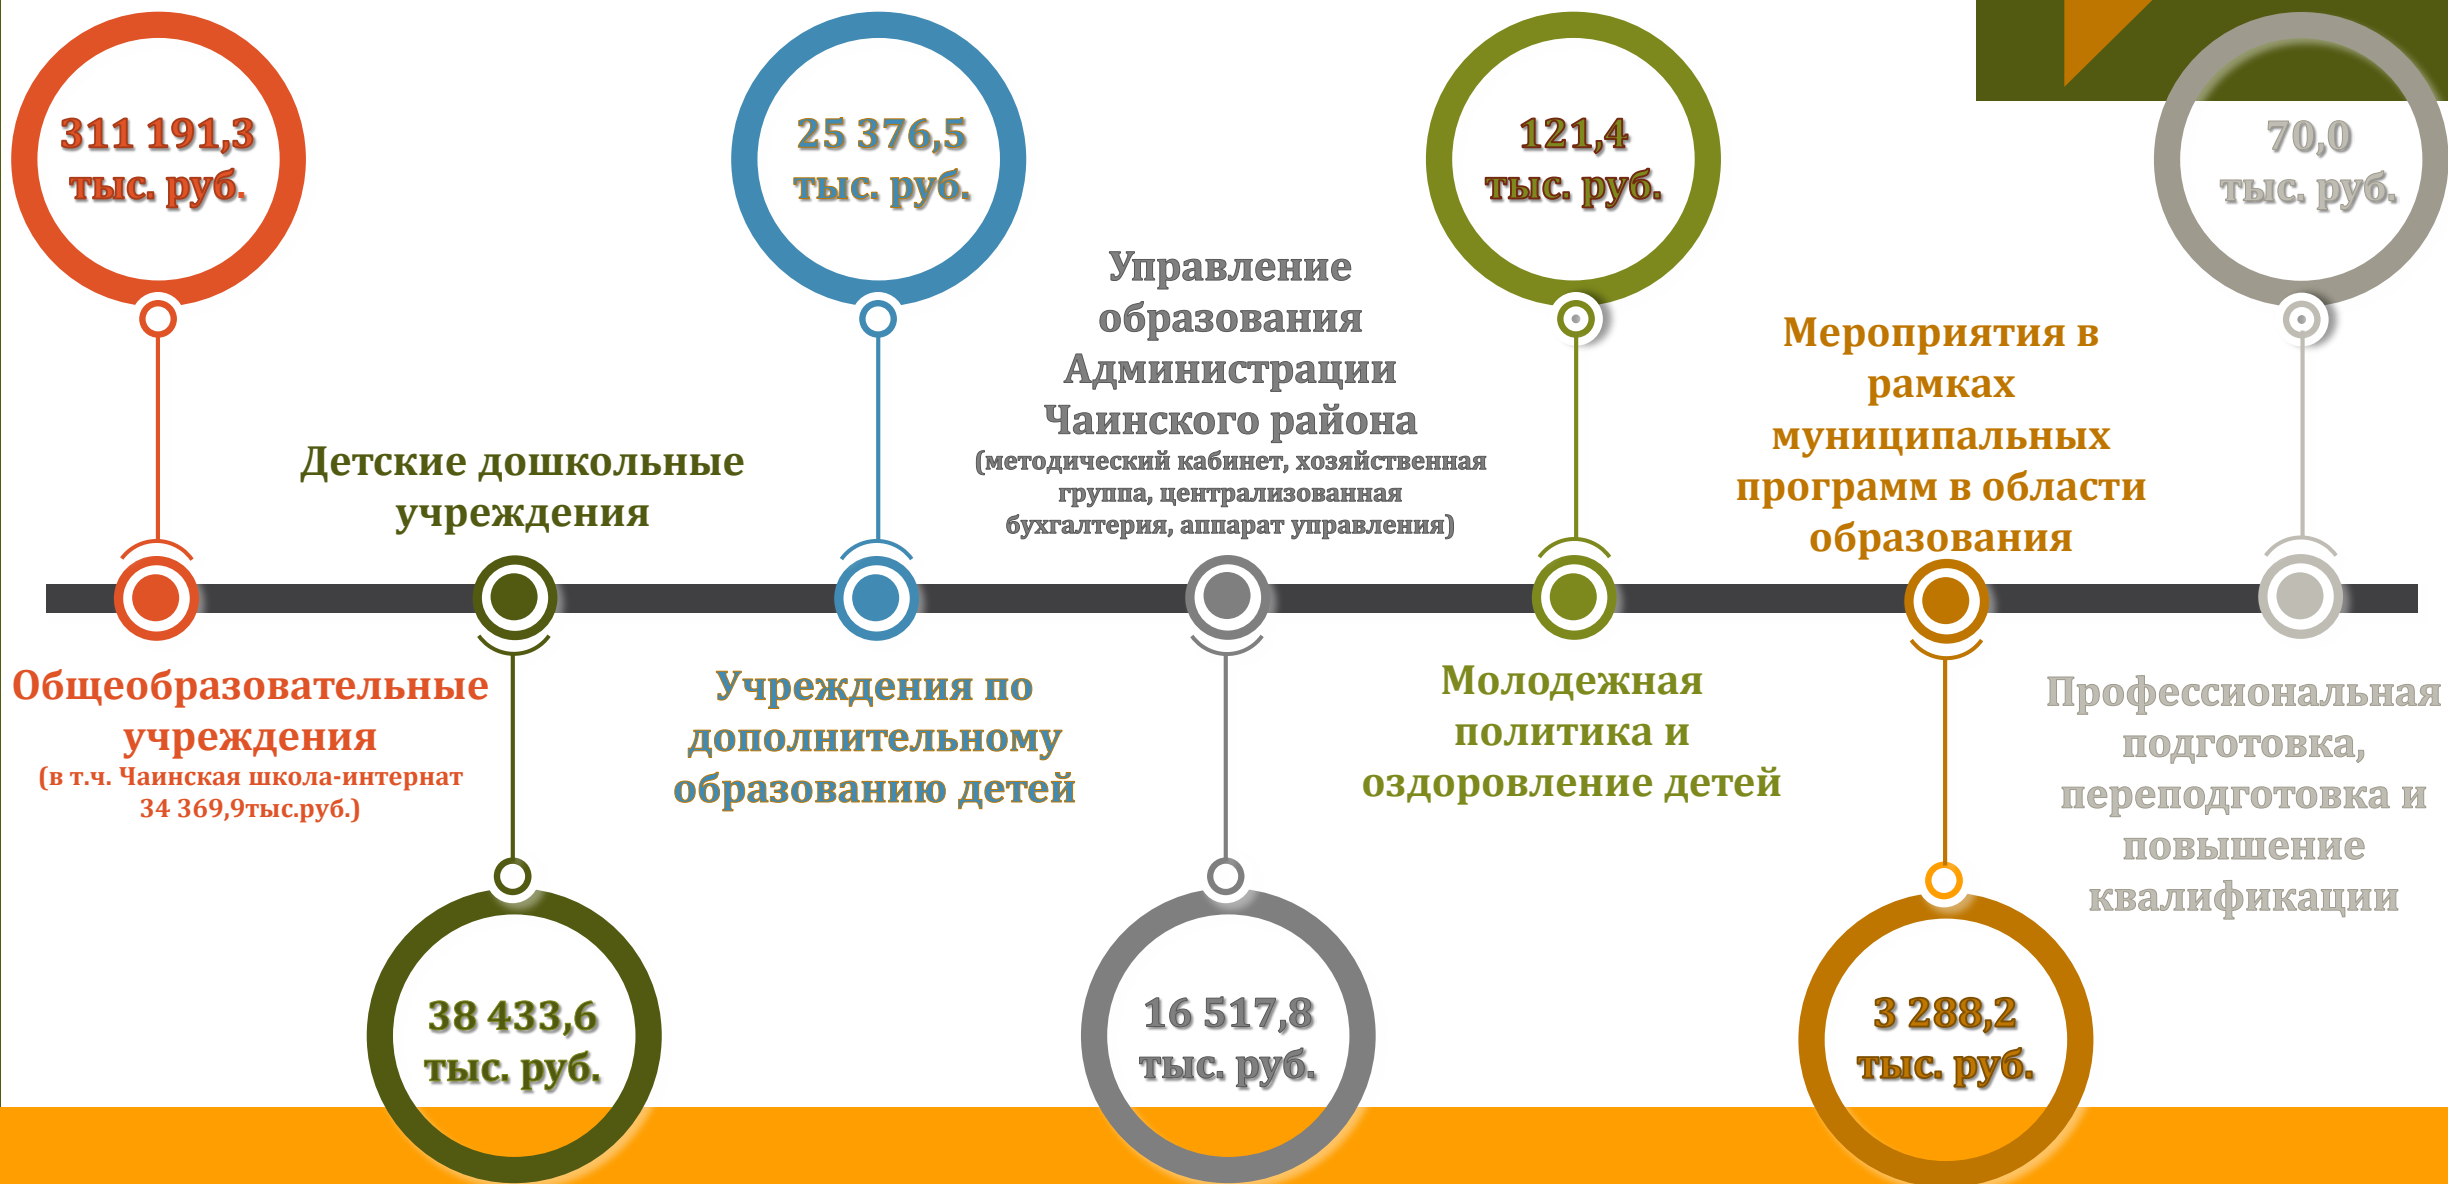 311 191,3
тыс. руб.
Общеобразовательные
учреждения
(в т.ч. Чаинская школа-интернат
34 369,9тыс.руб.)
Детские дошкольные
учреждения
38 433,6
тыс. руб.
25 376,5
тыс. руб.
Учреждения по
дополнительному
образованию детей
Управление
образования
Администрации
Чаинского района
(методический кабинет, хозяйственная
группа, централизованная
бухгалтерия, аппарат управления)
16 517,8
тыс. руб.
121,4
тыс. руб.
Молодежная
политика и
оздоровление детей
Мероприятия в
рамках
муниципальных
программ в области
образования
3 288,2
тыс. руб.
70,0
тыс. руб.
Профессиональная
подготовка,
переподготовка и
повышение
квалификации